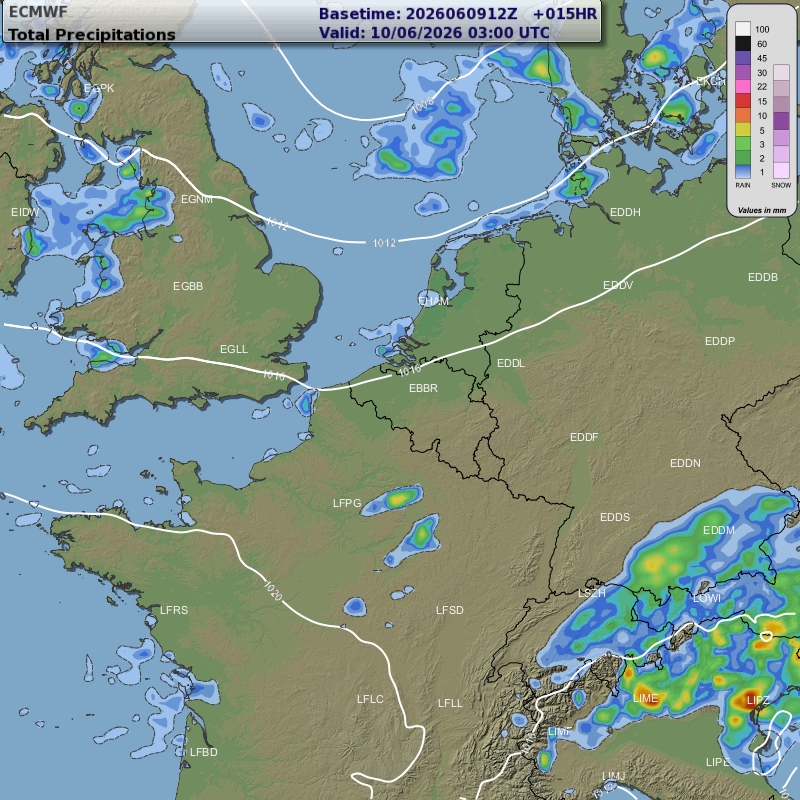 ECMWF
Total Precipitations
Basetime: 2026060912Z +015HR
Valid: 10/06/2026 03:00 UTC
100
60
45
30
22
15
10
5
3
2
1
RAIN
SNOW
Values in mm
EGPK
EKCH
1008
EIDW
EGNM
EDDH
1012
1012
EGBB
EDDV
EDDB
EHAM
EGLL
EDDP
EDDL
1016
1016
EBBR
EDDF
EDDN
LFPG
EDDS
EDDM
1020
LSZH
LOWI
LFRS
LFSD
LFLC
LFLL
LIME
LIPZ
LIMF
LFBD
LIPE
LIMJ